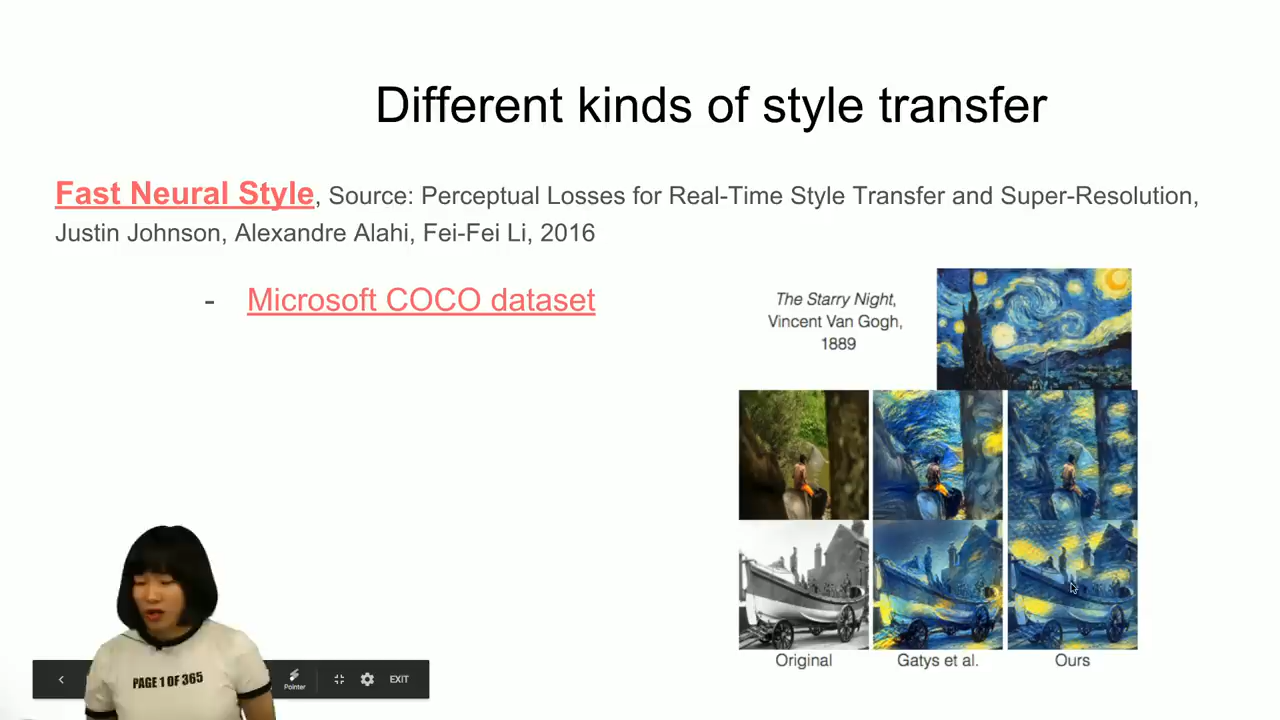 Different kinds of style transfer
Fast Neural Style, Source: Perceptual Losses for Real-Time Style Transfer and Super-Resolution,
Justin Johnson, Alexandre Alahi, Fei-Fei Li, 2016
- Microsoft COCO dataset
The Starry Night,
Vincent Van Gogh,
1889
Original
Gatys et al.
Ours
PAGE 1 OF 365
Pointer
EXIT